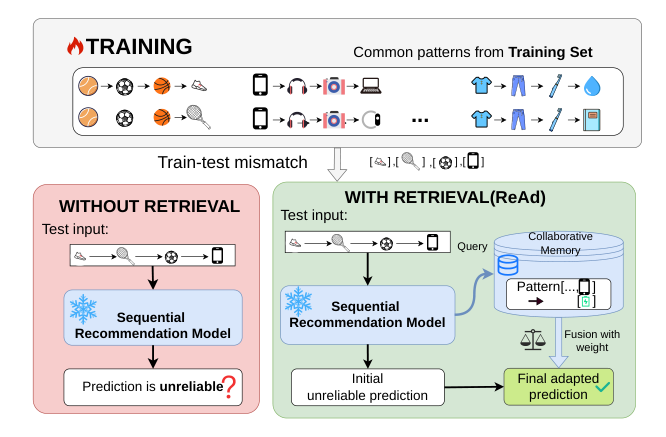 TRAINING
Common patterns from Training Set
...
Train-test mismatch
[ ],[ ],[ ],[ ]
WITHOUT RETRIEVAL
Test input:
Sequential
Recommendation Model
Prediction is unreliable?
WITH RETRIEVAL(ReAd)
Test input:
Query
Sequential
Recommendation Model
Initial
unreliable prediction
Collaborative
Memory
Pattern[..., ]
[ ]
Fusion with
weight
Final adapted
prediction